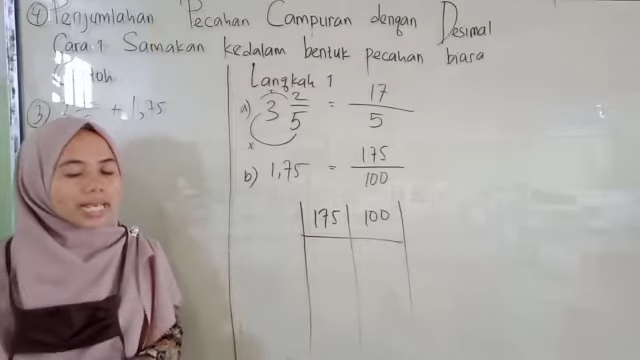 ④ Penjumlahan Pecahan Campuran dengan Desimal
Cara 1 Samakan kedalam bentuk pecahan biasa
toh
③ + 1,75
Langkah 1
a) 3 2/5 = 17/5
x
b) 1,75 = 175/100
175 | 100